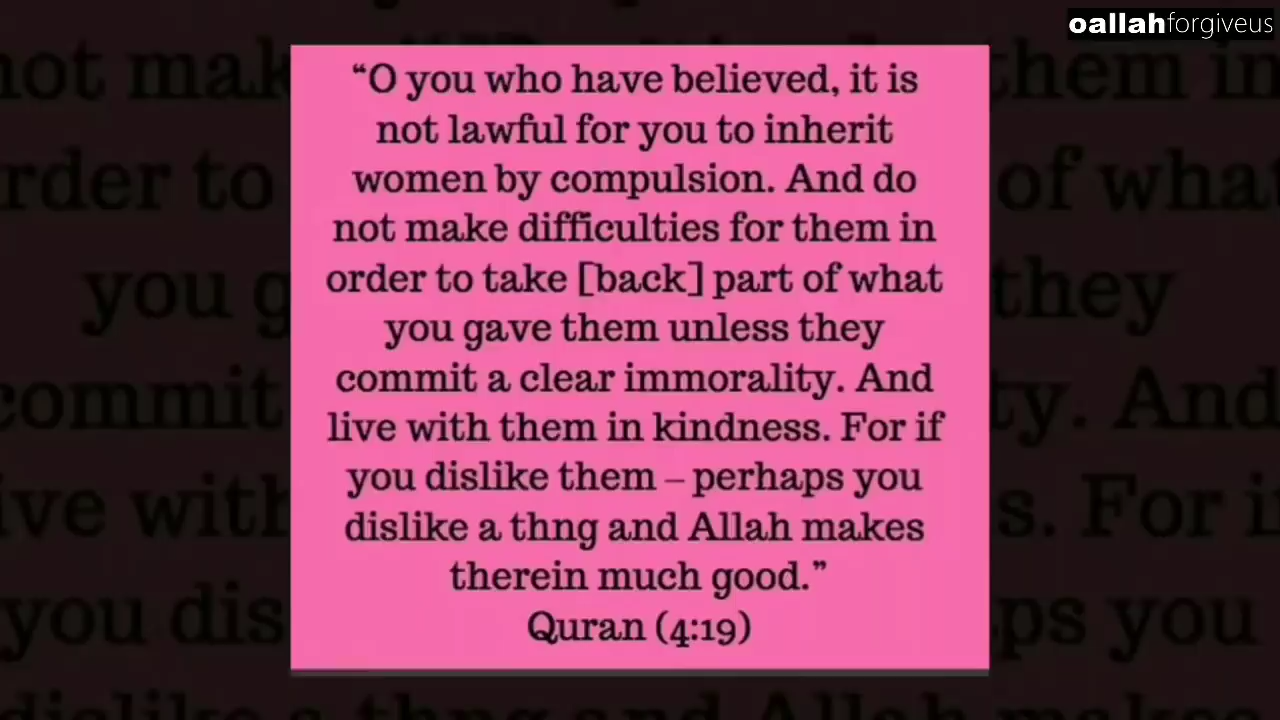 oallahforgiveus
“O you who have believed, it is
not lawful for you to inherit
women by compulsion. And do
not make difficulties for them in
order to take [back] part of what
you gave them unless they
commit a clear immorality. And
live with them in kindness. For if
you dislike them – perhaps you
dislike a thng and Allah makes
therein much good.”
Quran (4:19)